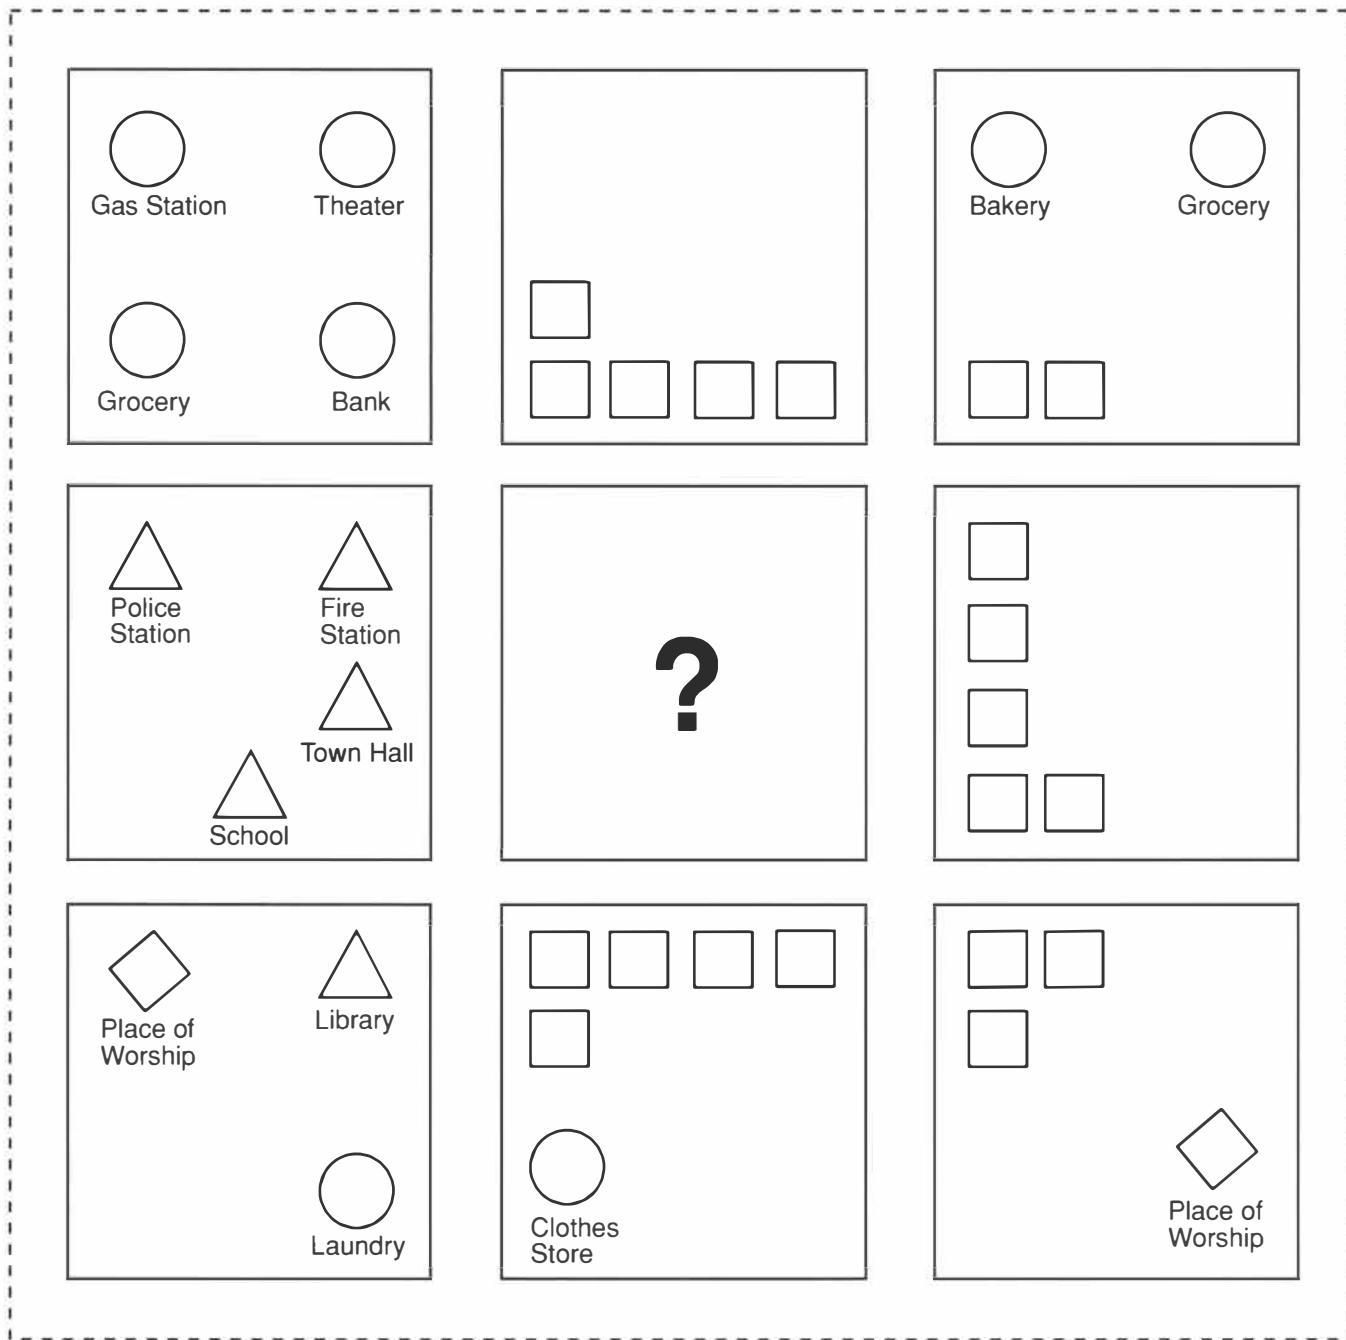 Gas Station
Theater
Bakery
Grocery
Grocery
Bank
Police
Station
Fire
Station
Town Hall
School
?
Place of
Worship
Library
Laundry
Clothes
Store
Place of
Worship